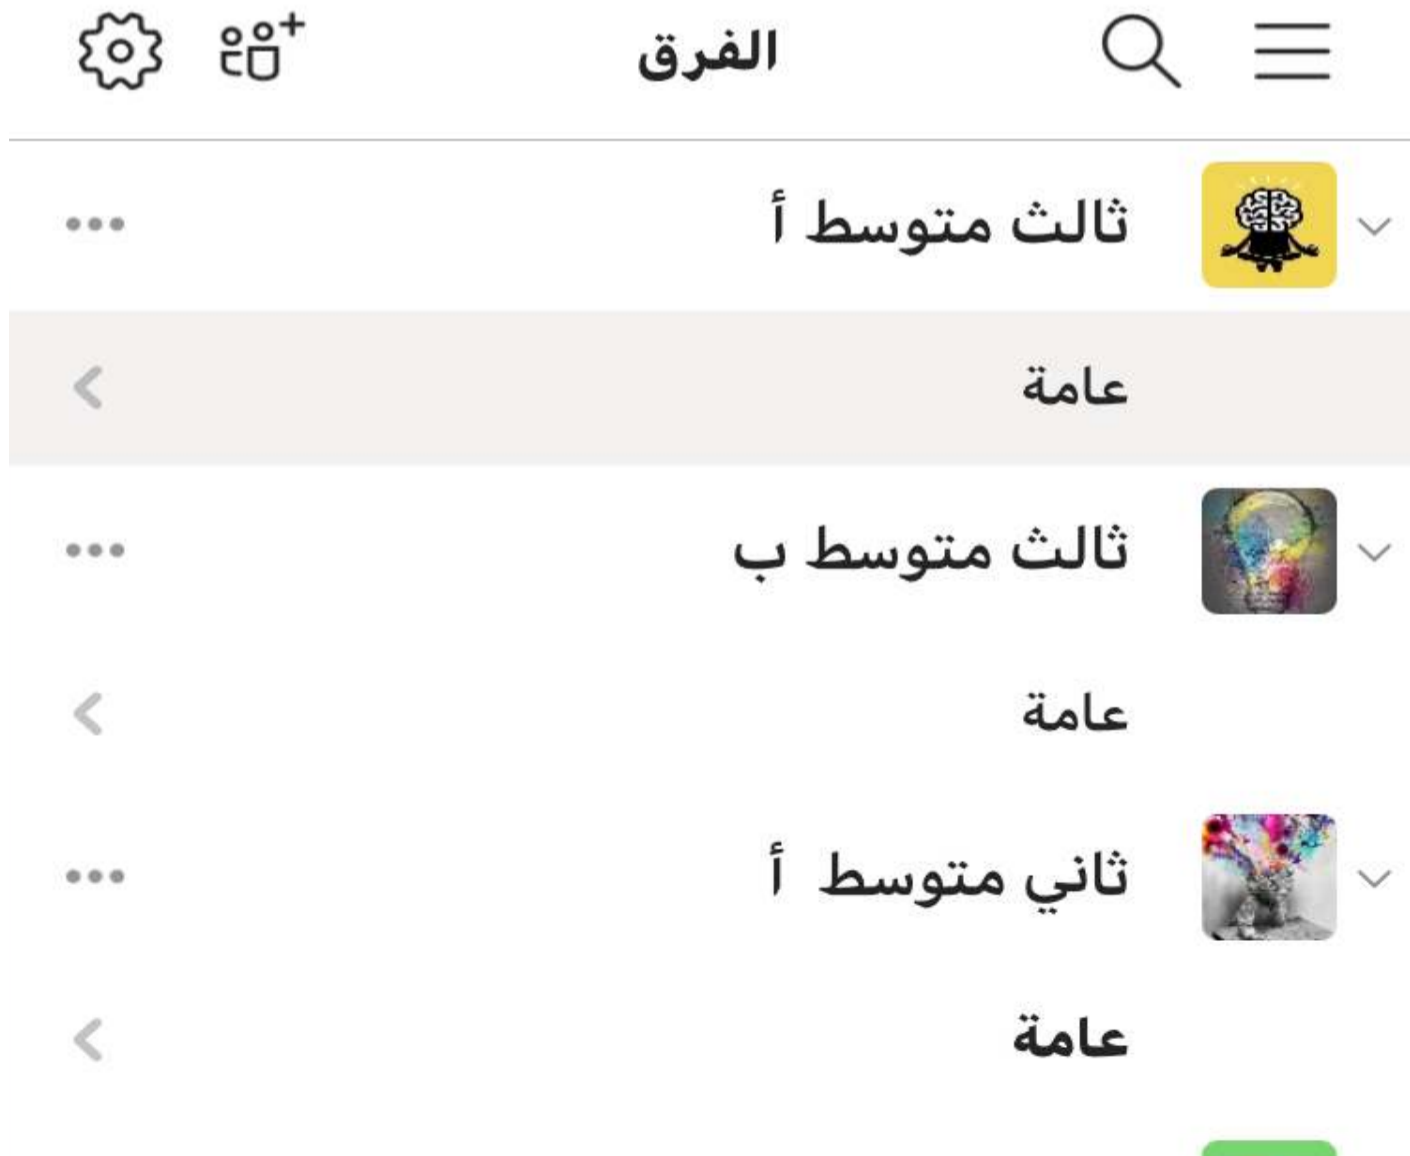 الفرق
ثالث متوسط أ
عامة
ثالث متوسط ب
عامة
ثاني متوسط أ
عامة